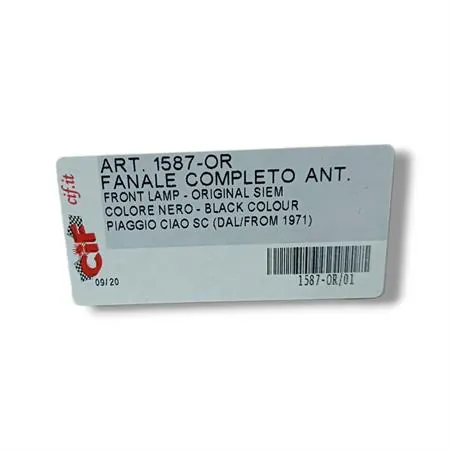 ART. 1587-OR
FANALE COMPLETO ANT.
FRONT LAMP - ORIGINAL SIEM
COLORE NERO - BLACK COLOUR
PIAGGIO CIAO SC (DAL/FROM 1971)
cif.it
CiF
09/20
1587-OR/01